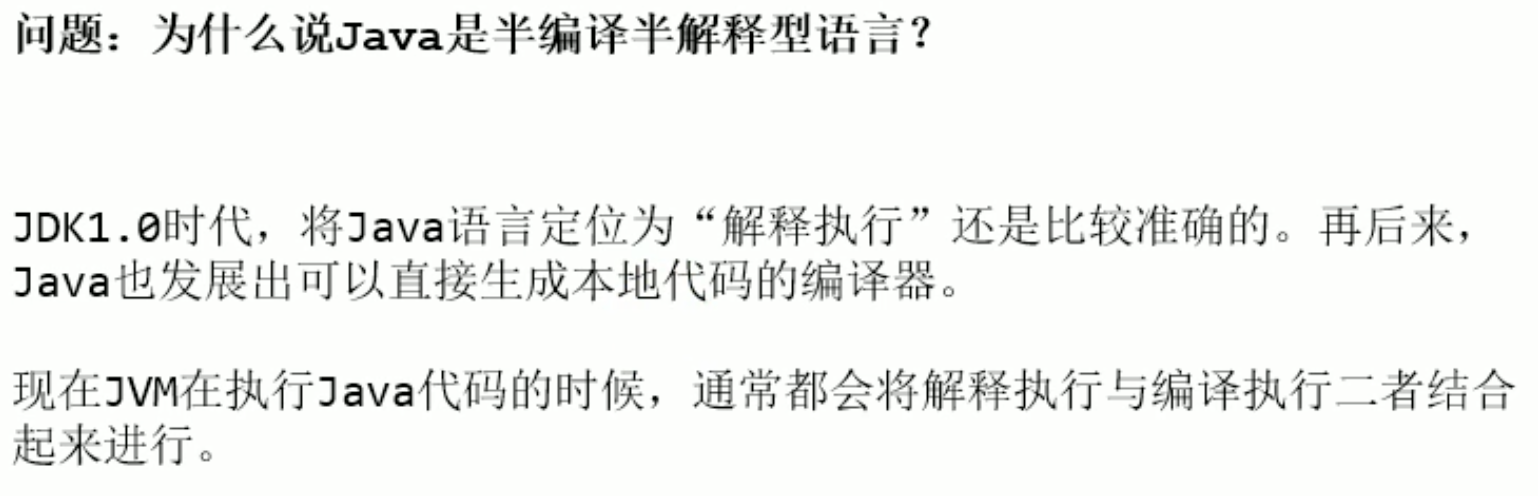 问题：为什么说Java是半编译半解释型语言？
JDK1.0时代，将Java语言定位为“解释执行”还是比较准确的。再后来，
Java也发展出可以直接生成本地代码的编译器。
现在JVM在执行Java代码的时候，通常都会将解释执行与编译执行二者结合
起来进行。